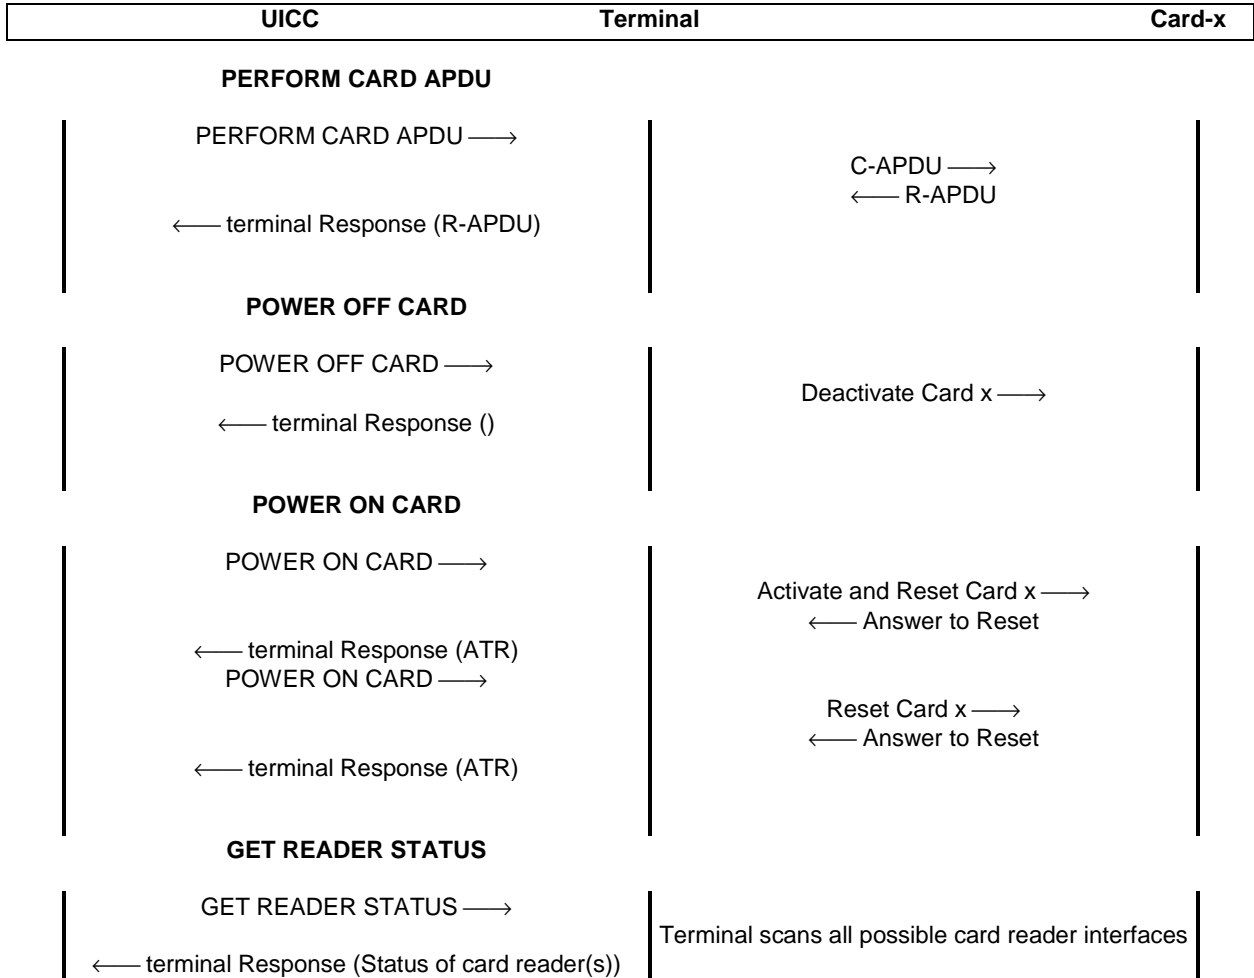 UICC Terminal Card-x
PERFORM CARD APDU
PERFORM CARD APDU ⟶
C-APDU ⟶
⟵ R-APDU
⟵ terminal Response (R-APDU)
POWER OFF CARD
POWER OFF CARD ⟶
Deactivate Card x ⟶
⟵ terminal Response ()
POWER ON CARD
POWER ON CARD ⟶
Activate and Reset Card x ⟶
⟵ Answer to Reset
⟵ terminal Response (ATR)
POWER ON CARD ⟶
Reset Card x ⟶
⟵ Answer to Reset
⟵ terminal Response (ATR)
GET READER STATUS
GET READER STATUS ⟶
Terminal scans all possible card reader interfaces
⟵ terminal Response (Status of card reader(s))